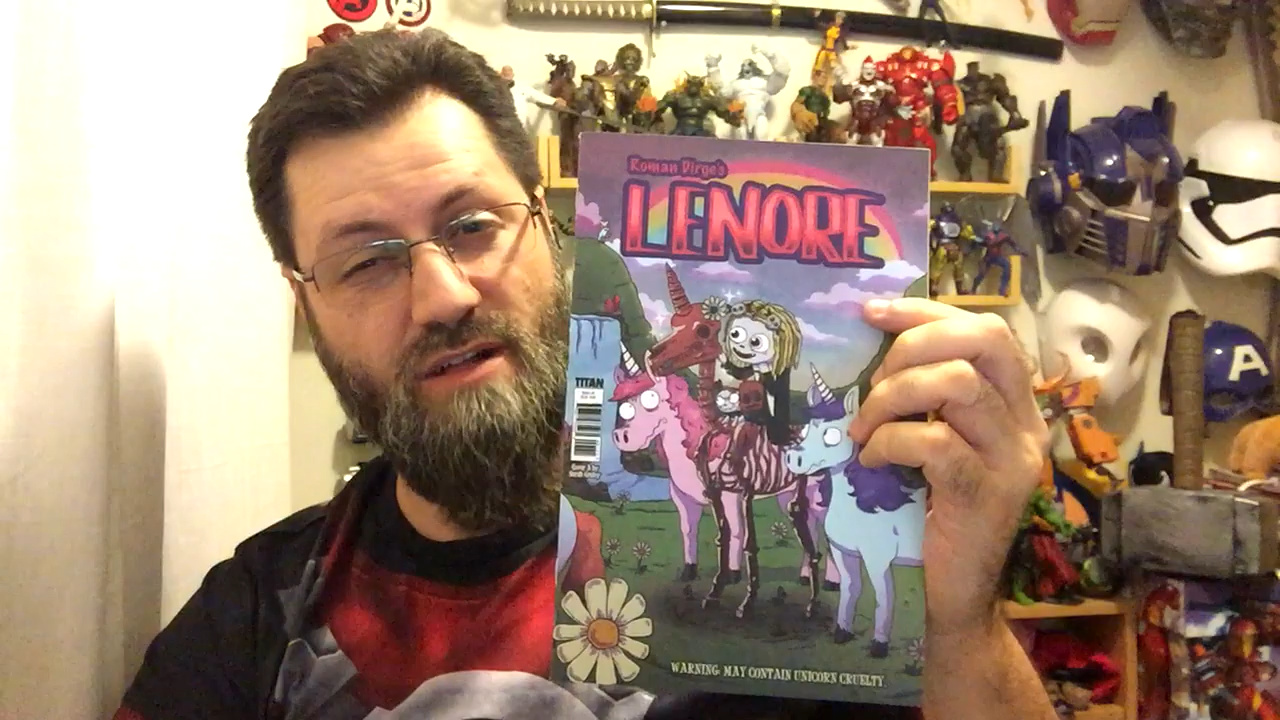 Roman Dirge's
LENORE
TITAN
WARNING: MAY CONTAIN UNICORN CRUELTY.
A